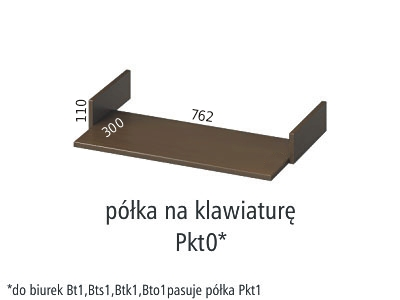 762
110
300
półka na klawiaturę
Pkt0*
*do biurek Bt1,Bts1,Btk1,Bto1pasuje półka Pkt1